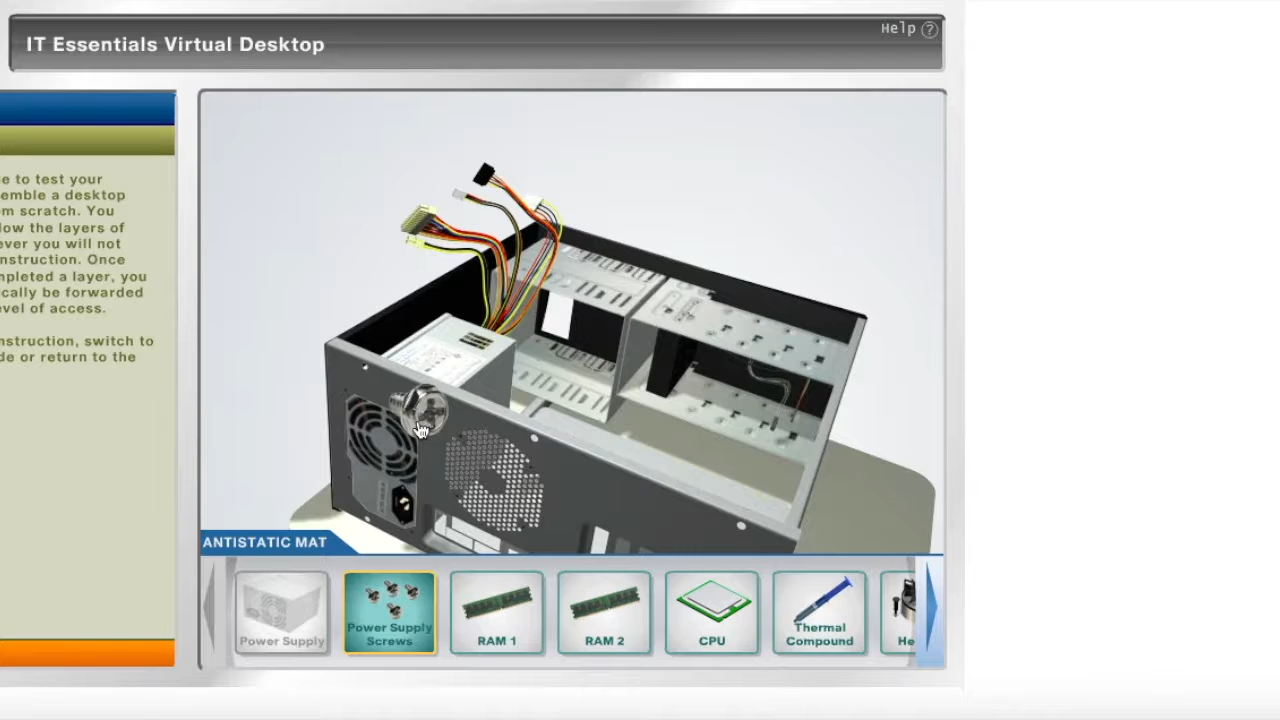 IT Essentials Virtual Desktop
Help ?
e to test your
emble a desktop
m scratch. You
low the layers of
ever you will not
nstruction. Once
mpleted a layer, you
cally be forwarded
evel of access.
nstruction, switch to
de or return to the
ANTISTATIC MAT
Power Supply
Power Supply
Screws
RAM 1
RAM 2
CPU
Thermal
Compound
He